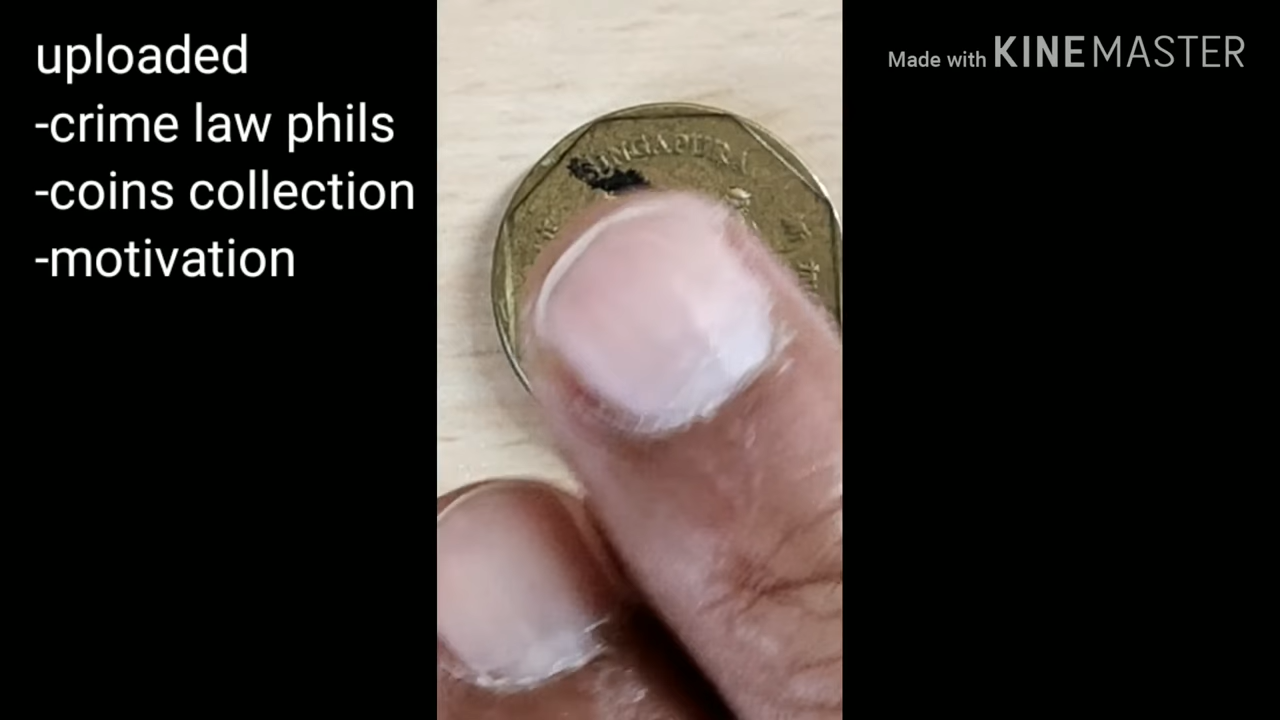 uploaded
-crime law phils
-coins collection
-motivation
Made with KINEMASTER
SINGAPURA